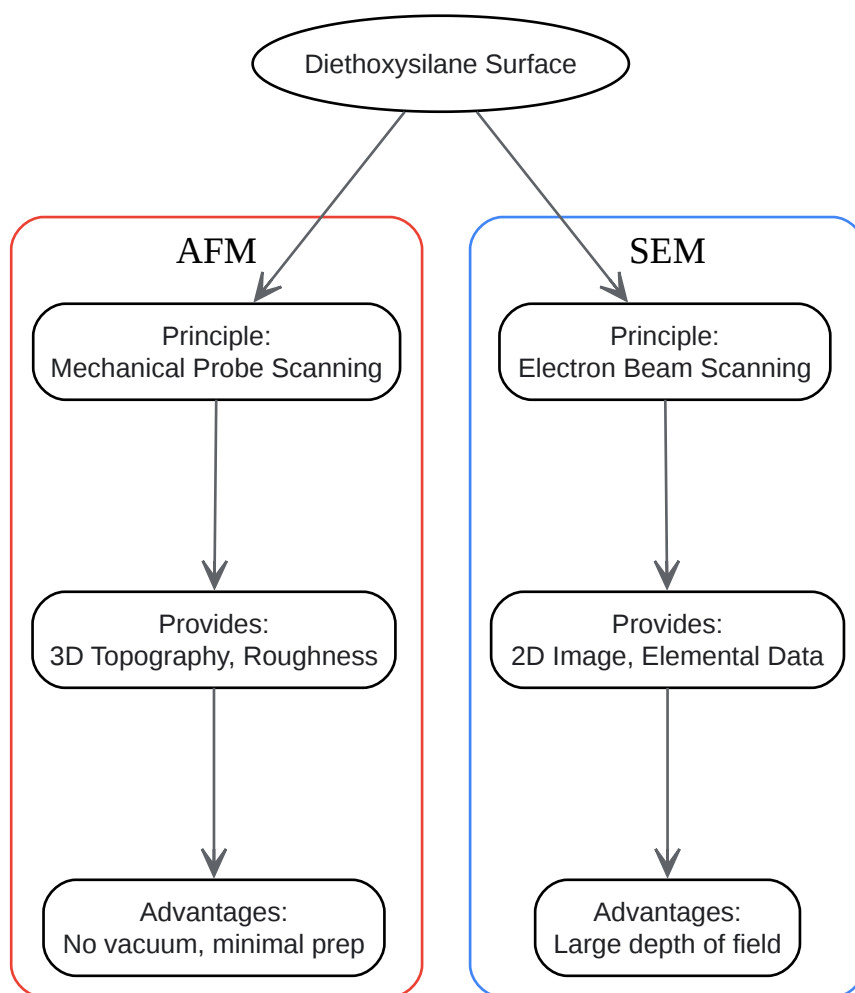 Diethoxysilane Surface
AFM
Principle:
Mechanical Probe Scanning
Provides:
3D Topography, Roughness
Advantages:
No vacuum, minimal prep
SEM
Principle:
Electron Beam Scanning
Provides:
2D Image, Elemental Data
Advantages:
Large depth of field